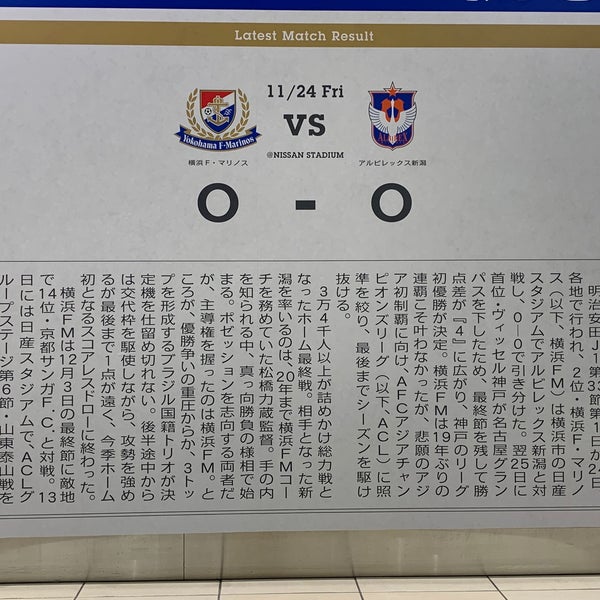 Latest Match Result
11/24 Fri
VS
@NISSAN STADIUM
Yokohama F·Marinos
ALBIREX
横浜F・マリノス
アルビレックス新潟
0 - 0
明治安田J1第33節第1日が24日
各地で行われ、2位・横浜F・マリノ
ス(以下、横浜FM)は横浜市の日産
スタジアムでアルビレックス新潟と対
戦し、0―0で引き分けた。翌25日に
首位・ヴィッセル神戸が名古屋グラン
パスを下したため、最終節を残して勝
点差が『4』に広がり、神戸のリーグ
初優勝が決定。横浜FMは19年ぶりの
連覇こそ叶わなかったが、悲願のアジ
ア初制覇に向け、AFCアジアチャン
ピオンズリーグ(以下、ACL)に照
準を絞り、最後までシーズンを駆け
抜ける。
3万4千人以上が詰めかけ総力戦と
なったホーム最終戦。相手となった新
潟を率いるのは、20年まで横浜FMコー
チを務めていた松橋力蔵監督。手の内
を知られる中、真っ向勝負の様相で始
まる。ポゼッションを志向する両者だ
が、主導権を握ったのは横浜FM。と
ころが、優勝争いの重圧からか、3トッ
プを形成するブラジル国籍トリオが決
定機を仕留め切れない。後半途中から
は交代枠を駆使しながら、攻勢を強め
るが最後まで1点が遠く、今季ホーム
初となるスコアレスドローに終わった。
横浜FMは12月3日の最終節に敵地
で14位・京都サンガF.C.と対戦。13
日には日産スタジアムで、ACLグ
ループステージ第6節・山東泰山戦を